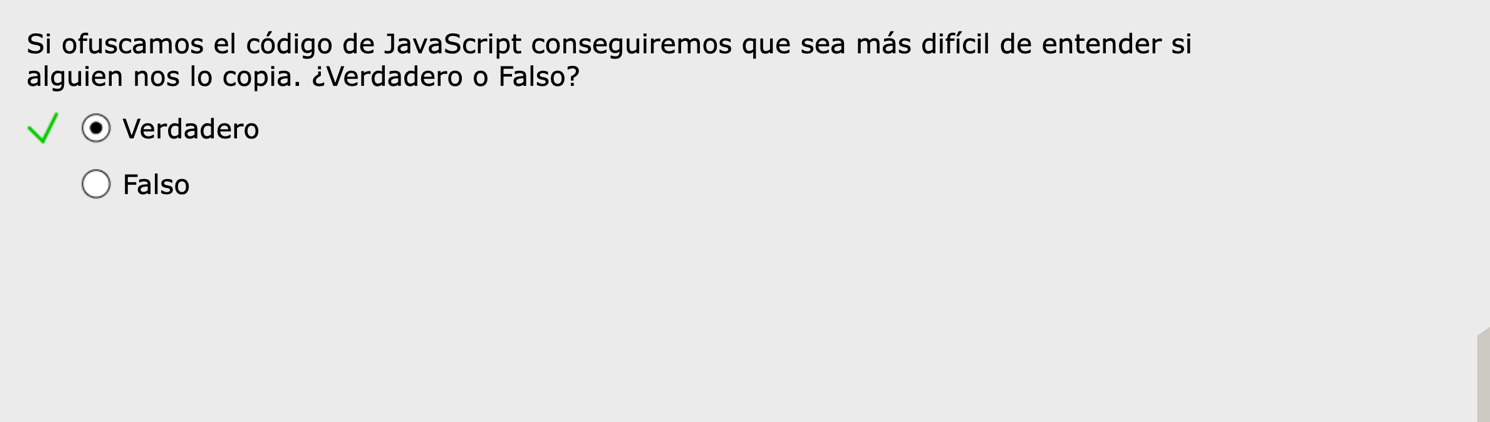 Si ofuscamos el código de JavaScript conseguiremos que sea más difícil de entender si
alguien nos lo copia. ¿Verdadero o Falso?
Verdadero
Falso